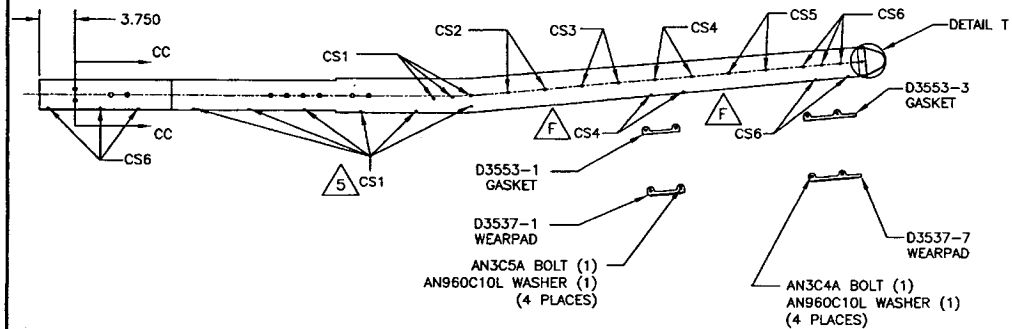 3.750
CC
CC
CS6
CS1
5
CS1
CS2
CS3
CS4
CS5
CS6
DETAIL T
F
CS4
F
CS6
D3553-3
GASKET
D3553-1
GASKET
D3537-1
WEARPAD
AN3C5A BOLT (1)
AN960C10L WASHER (1)
(4 PLACES)
D3537-7
WEARPAD
AN3C4A BOLT (1)
AN960C10L WASHER (1)
(4 PLACES)